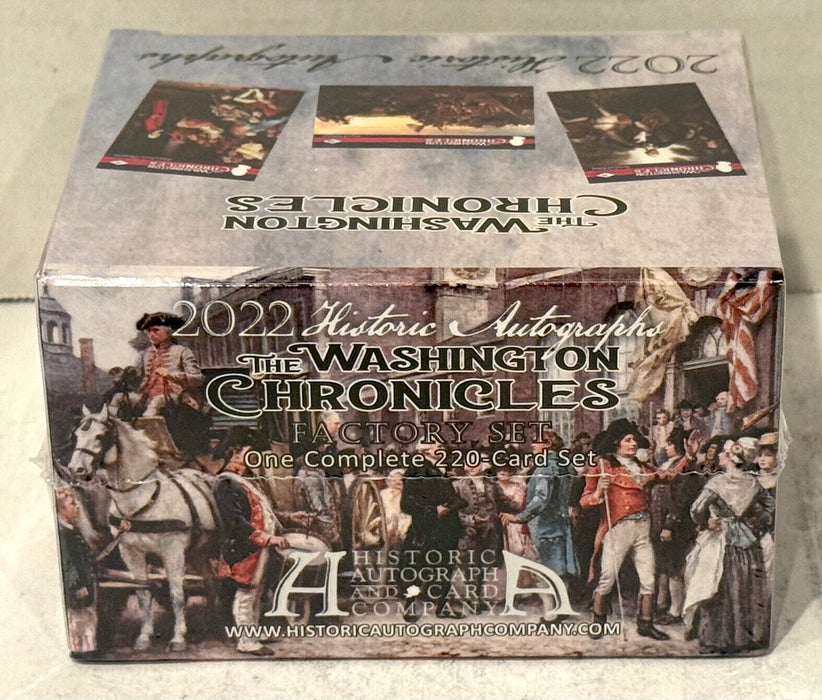 2022 Historic Autographs
THE WASHINGTON
CHRONICLES
2022 Historic Autographs
THE WASHINGTON
CHRONICLES
FACTORY SET
One Complete 220-Card Set
HA
HISTORIC
AUTOGRAPH
AND CARD
COMPANY
WWW.HISTORICAUTOGRAPHCOMPANY.COM